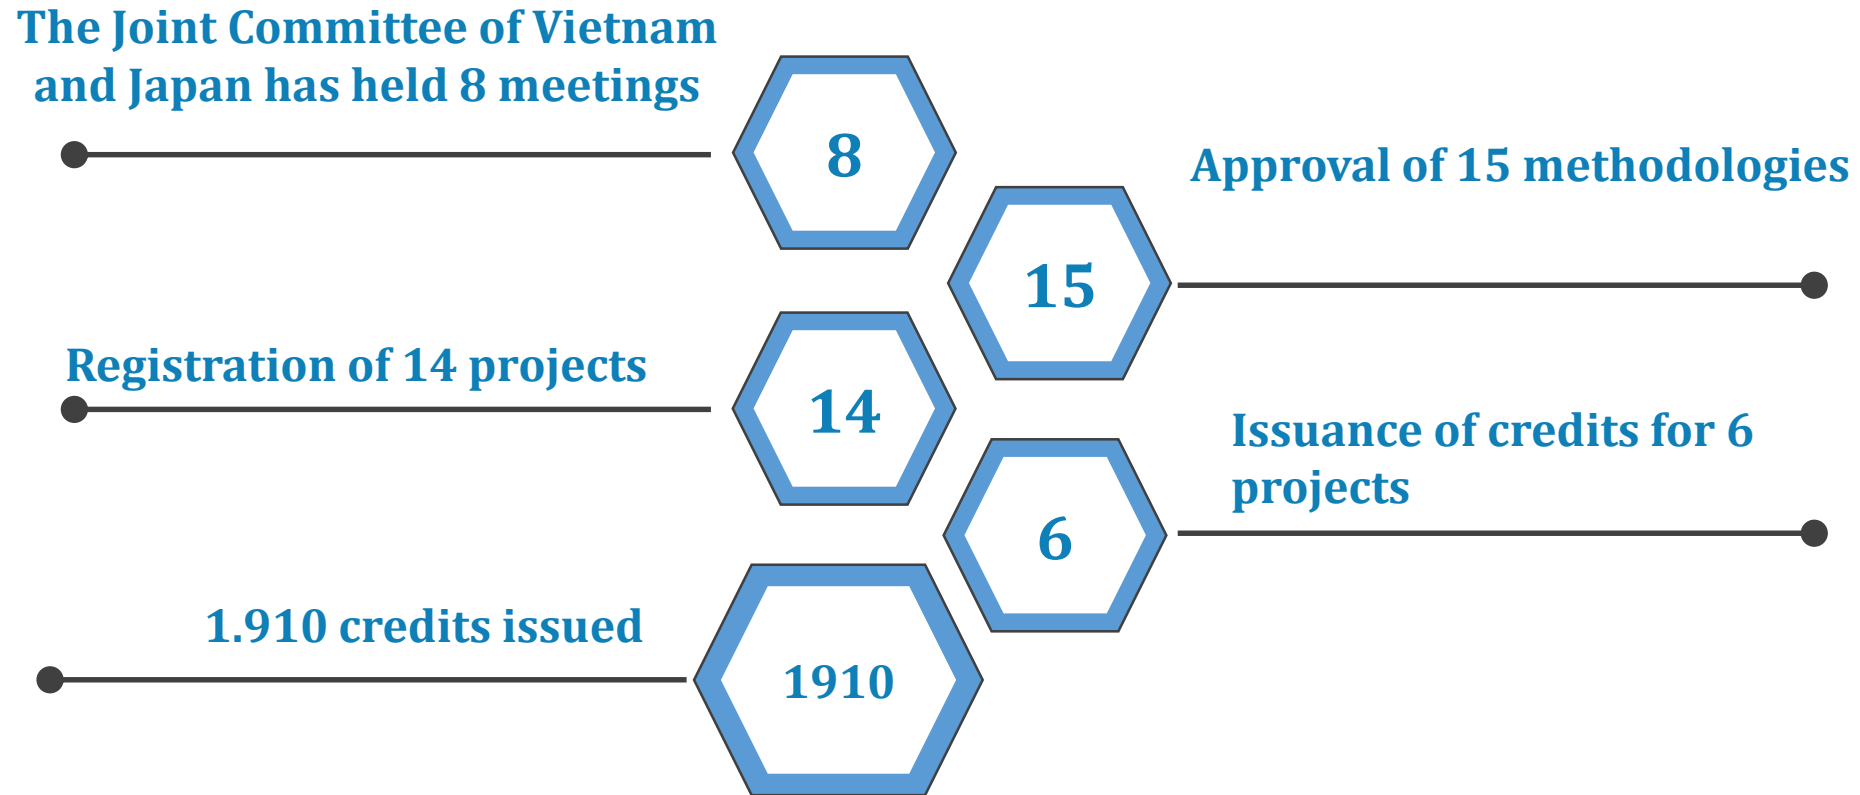 The Joint Committee of Vietnam
and Japan has held 8 meetings
8
Approval of 15 methodologies
15
Registration of 14 projects
14
Issuance of credits for 6
projects
6
1.910 credits issued
1910